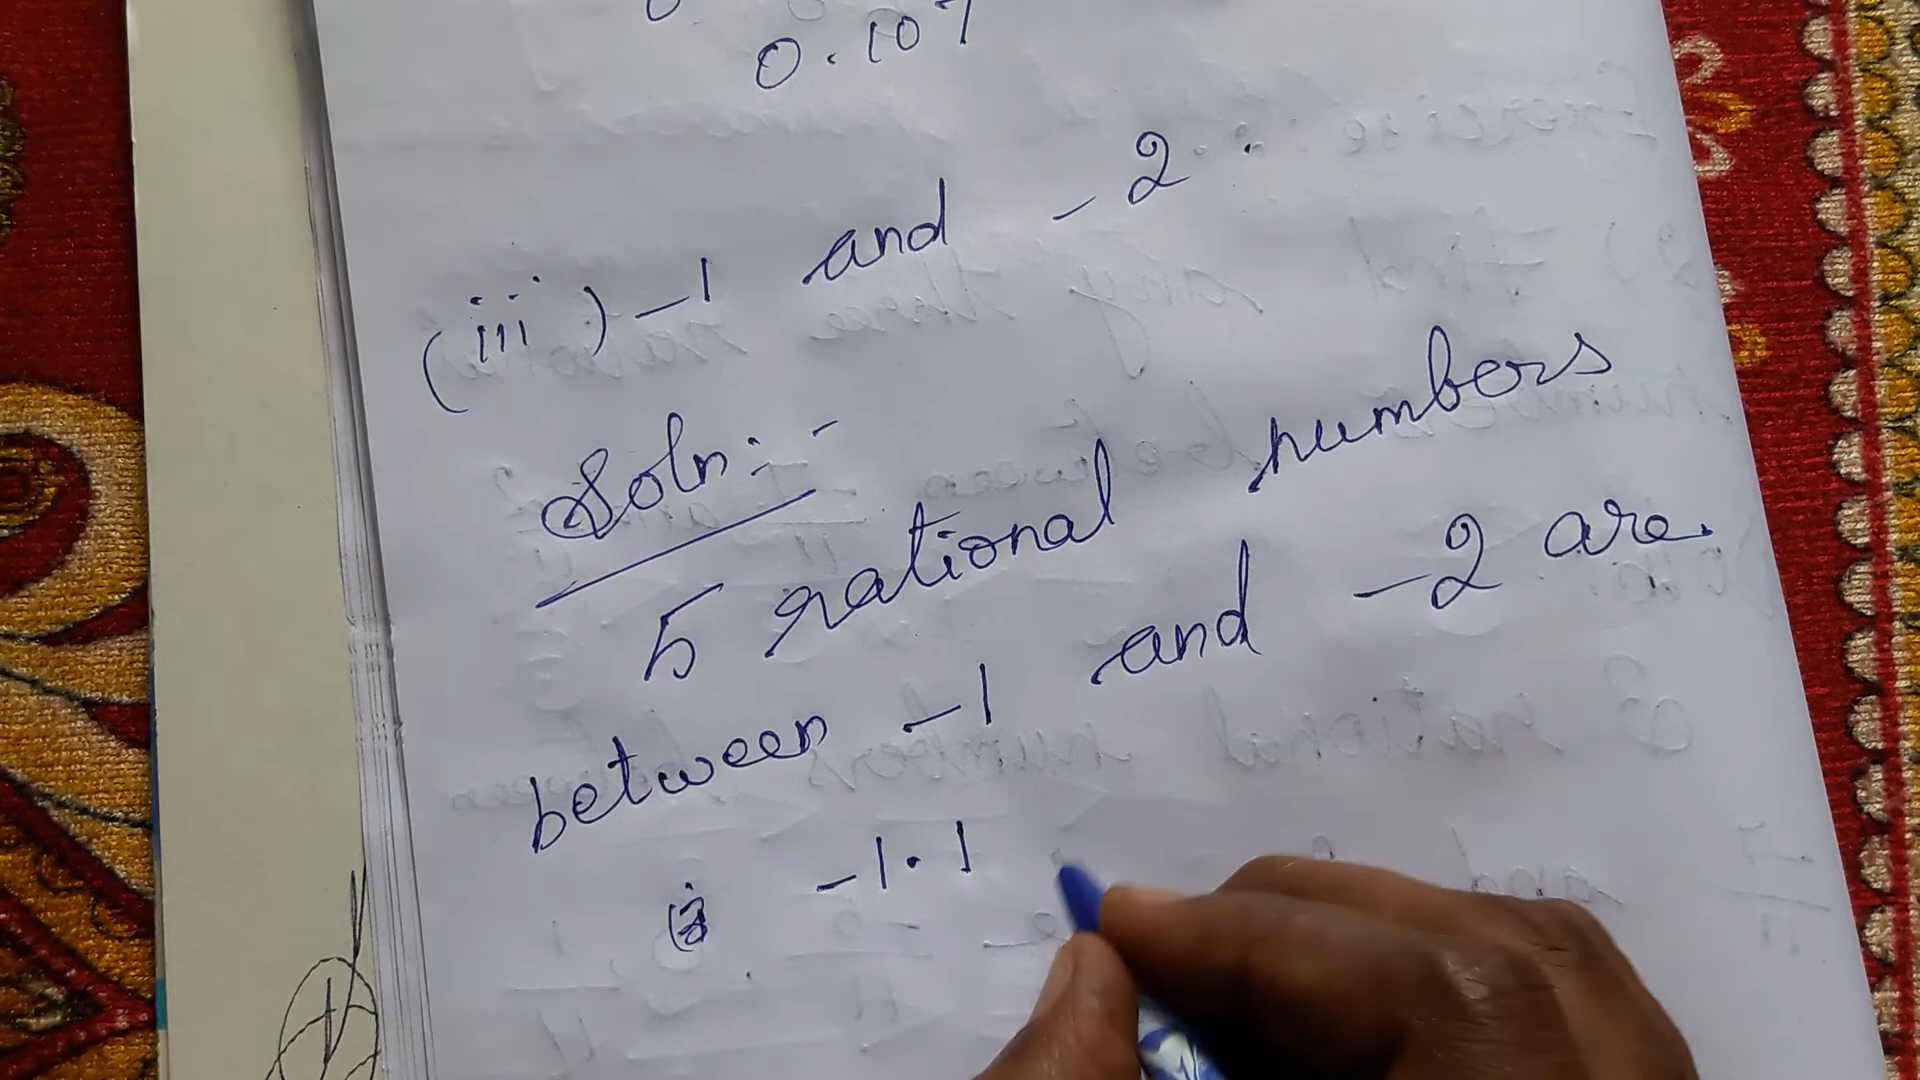 0.107
(iii) -1 and -2 :
Soln:-
5 rational numbers
between -1 and -2 are.
-1.1